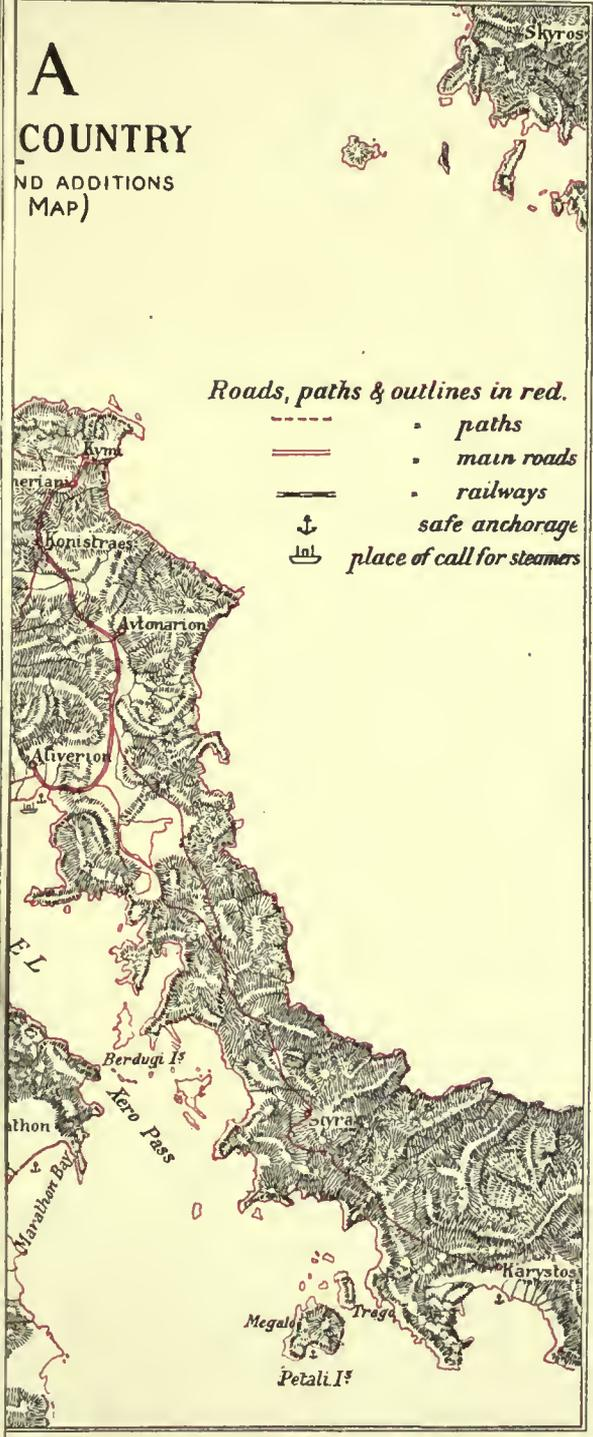 A
COUNTRY
ND ADDITIONS
MAP)
Skyros
Roads, paths & outlines in red.
" paths
" main roads
" railways
safe anchorage
place of call for steamers
Kymi
heriani
Konistraes
Avtonarion
Aliverion
EL
Berdugi Is
Xero Pass
athon
Styra
Marathon Bay
Karystos
Megalo
Trago
Petali Is